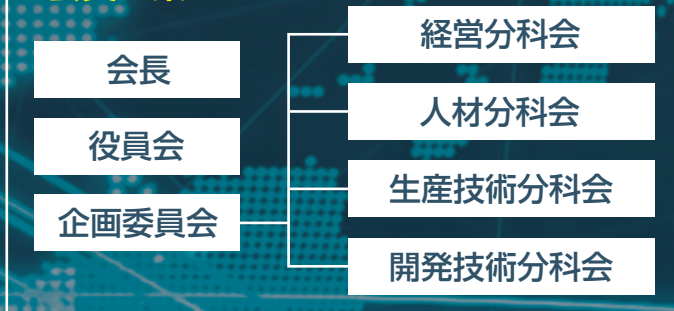 会長
役員会
企画委員会
経営分科会
人材分科会
生産技術分科会
開発技術分科会